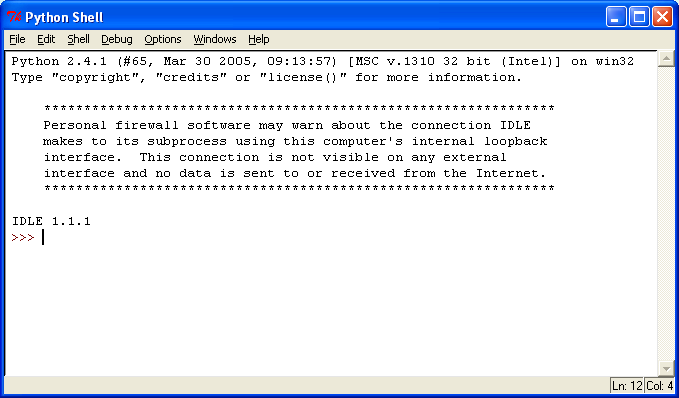 Python Shell
File Edit Shell Debug Options Windows Help
Python 2.4.1 (#65, Mar 30 2005, 09:13:57) [MSC v.1310 32 bit (Intel)] on win32
Type "copyright", "credits" or "license()" for more information.
****************************************************************
Personal firewall software may warn about the connection IDLE
makes to its subprocess using this computer's internal loopback
interface.  This connection is not visible on any external
interface and no data is sent to or received from the Internet.
****************************************************************
IDLE 1.1.1
>>>
Ln: 12 Col: 4